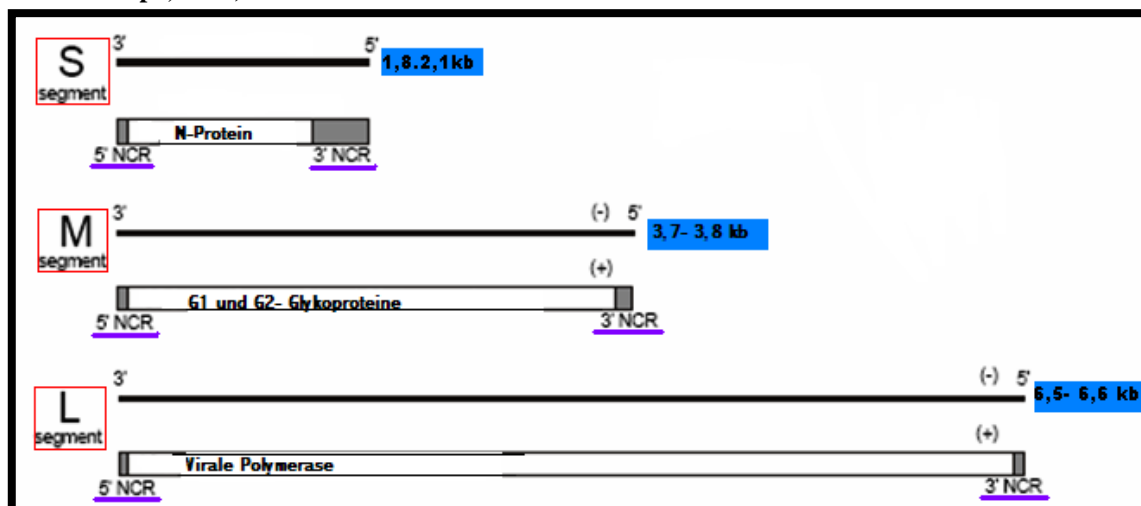 3' 5'
S
segment
1,8.2,1kb
N-Protein
5' NCR 3' NCR
3' (-) 5'
M
segment
3,7- 3,8 kb
(+)
G1 und G2- Glykoproteine
5' NCR 3' NCR
3' (-) 5'
L
segment
6,5- 6,6 kb
(+)
Virale Polymerase
5' NCR 3' NCR